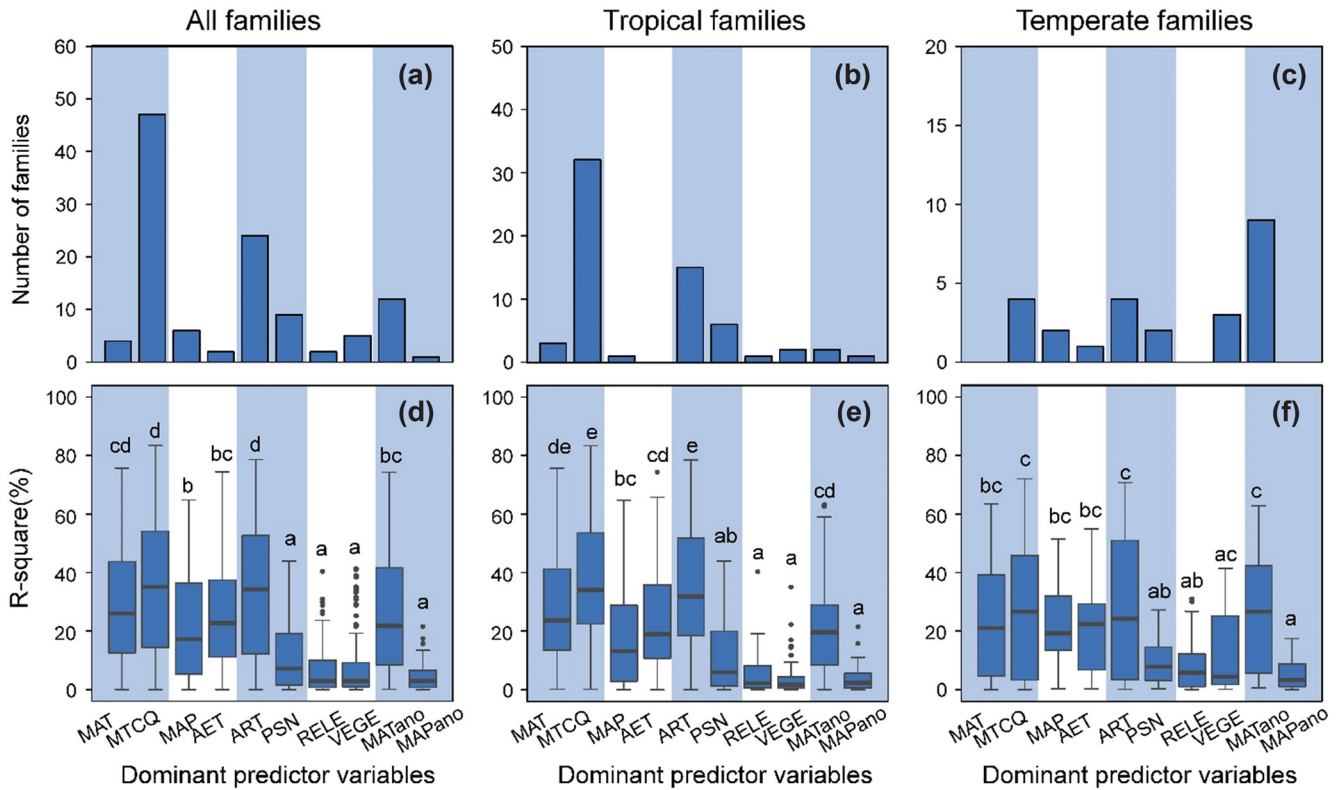 All families
Tropical families
Temperate families
Number of families
60
50
40
30
20
10
0
(a)
50
40
30
20
10
0
(b)
20
15
10
5
0
(c)
R-square(%)
100
80
60
40
20
0
(d)
cd
d
b
bc
d
a
a
a
bc
a
100
80
60
40
20
0
(e)
de
e
bc
cd
e
ab
a
a
cd
a
100
80
60
40
20
0
(f)
bc
c
bc
bc
c
ab
ab
ac
c
a
MAT MTCQ MAP AET ART PSN RELE VEGE MATano MAPano
MAT MTCQ MAP AET ART PSN RELE VEGE MATano MAPano
MAT MTCQ MAP AET ART PSN RELE VEGE MATano MAPano
Dominant predictor variables
Dominant predictor variables
Dominant predictor variables